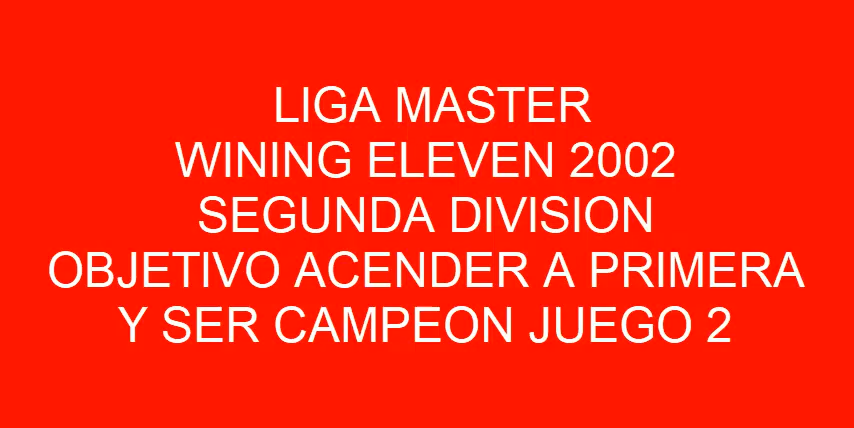 LIGA MASTER
WINING ELEVEN 2002
SEGUNDA DIVISION
OBJETIVO ACENDER A PRIMERA
Y SER CAMPEON JUEGO 2